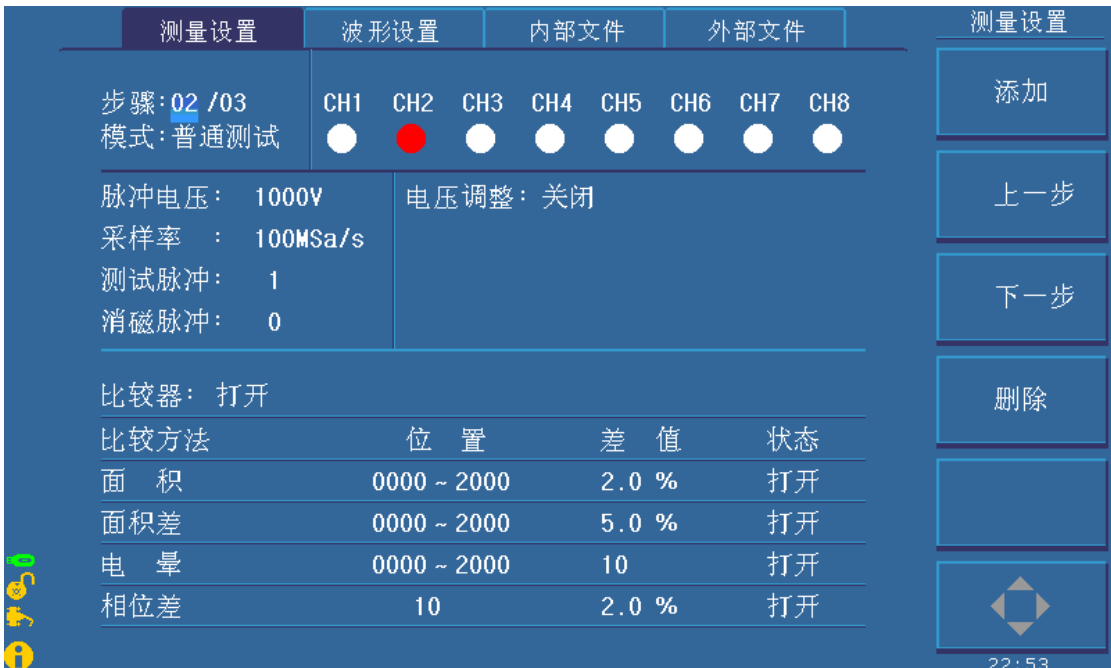 测量设置 波形设置 内部文件 外部文件 测量设置
步骤:02 /03 CH1 CH2 CH3 CH4 CH5 CH6 CH7 CH8 添加
模式:普通测试
脉冲电压: 1000V 电压调整: 关闭 上一步
采样率 : 100MSa/s
测试脉冲: 1 下一步
消磁脉冲: 0
比较器: 打开 删除
比较方法 位 置 差 值 状态
面 积 0000 ~ 2000 2.0 % 打开
面积差 0000 ~ 2000 5.0 % 打开
电 晕 0000 ~ 2000 10 打开
相位差 10 2.0 % 打开
22:53